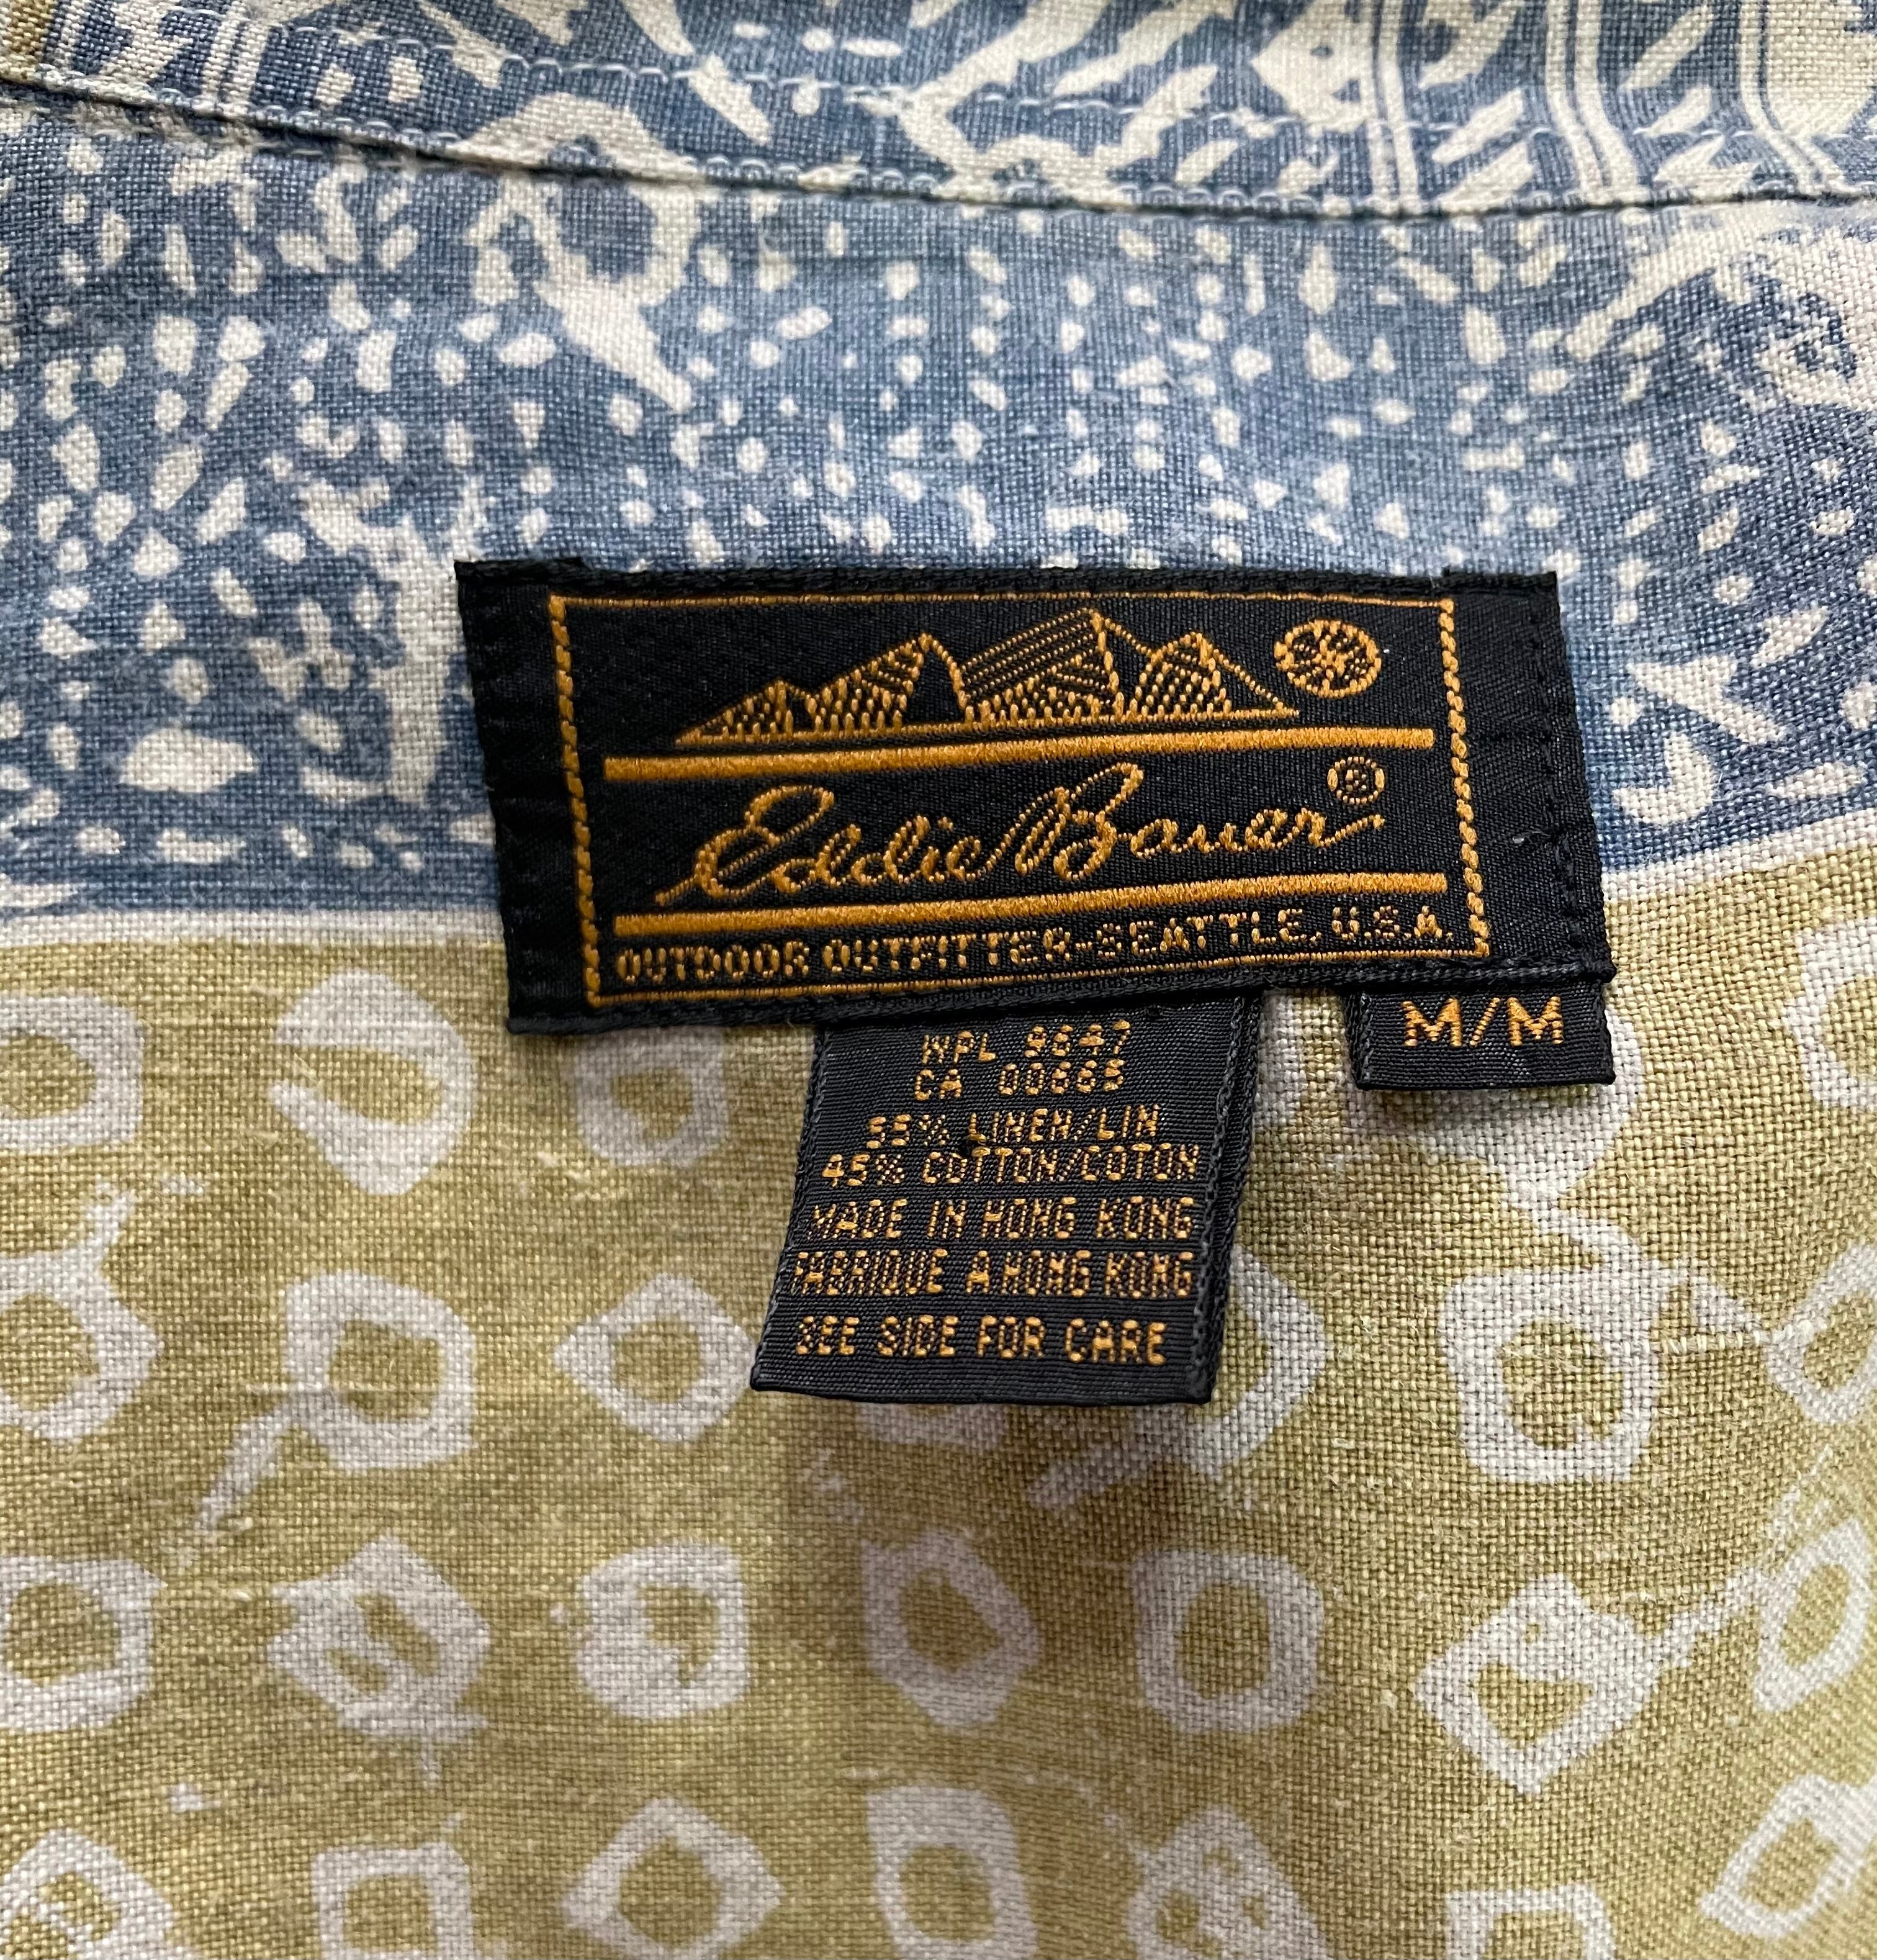 Eddie Bauer®
OUTDOOR OUTFITTER-SEATTLE, U.S.A.
M/M
WPL 9647
CA 00665
55% LINEN/LIN
45% COTTON/COTON
MADE IN HONG KONG
FABRIQUE A HONG KONG
SEE SIDE FOR CARE